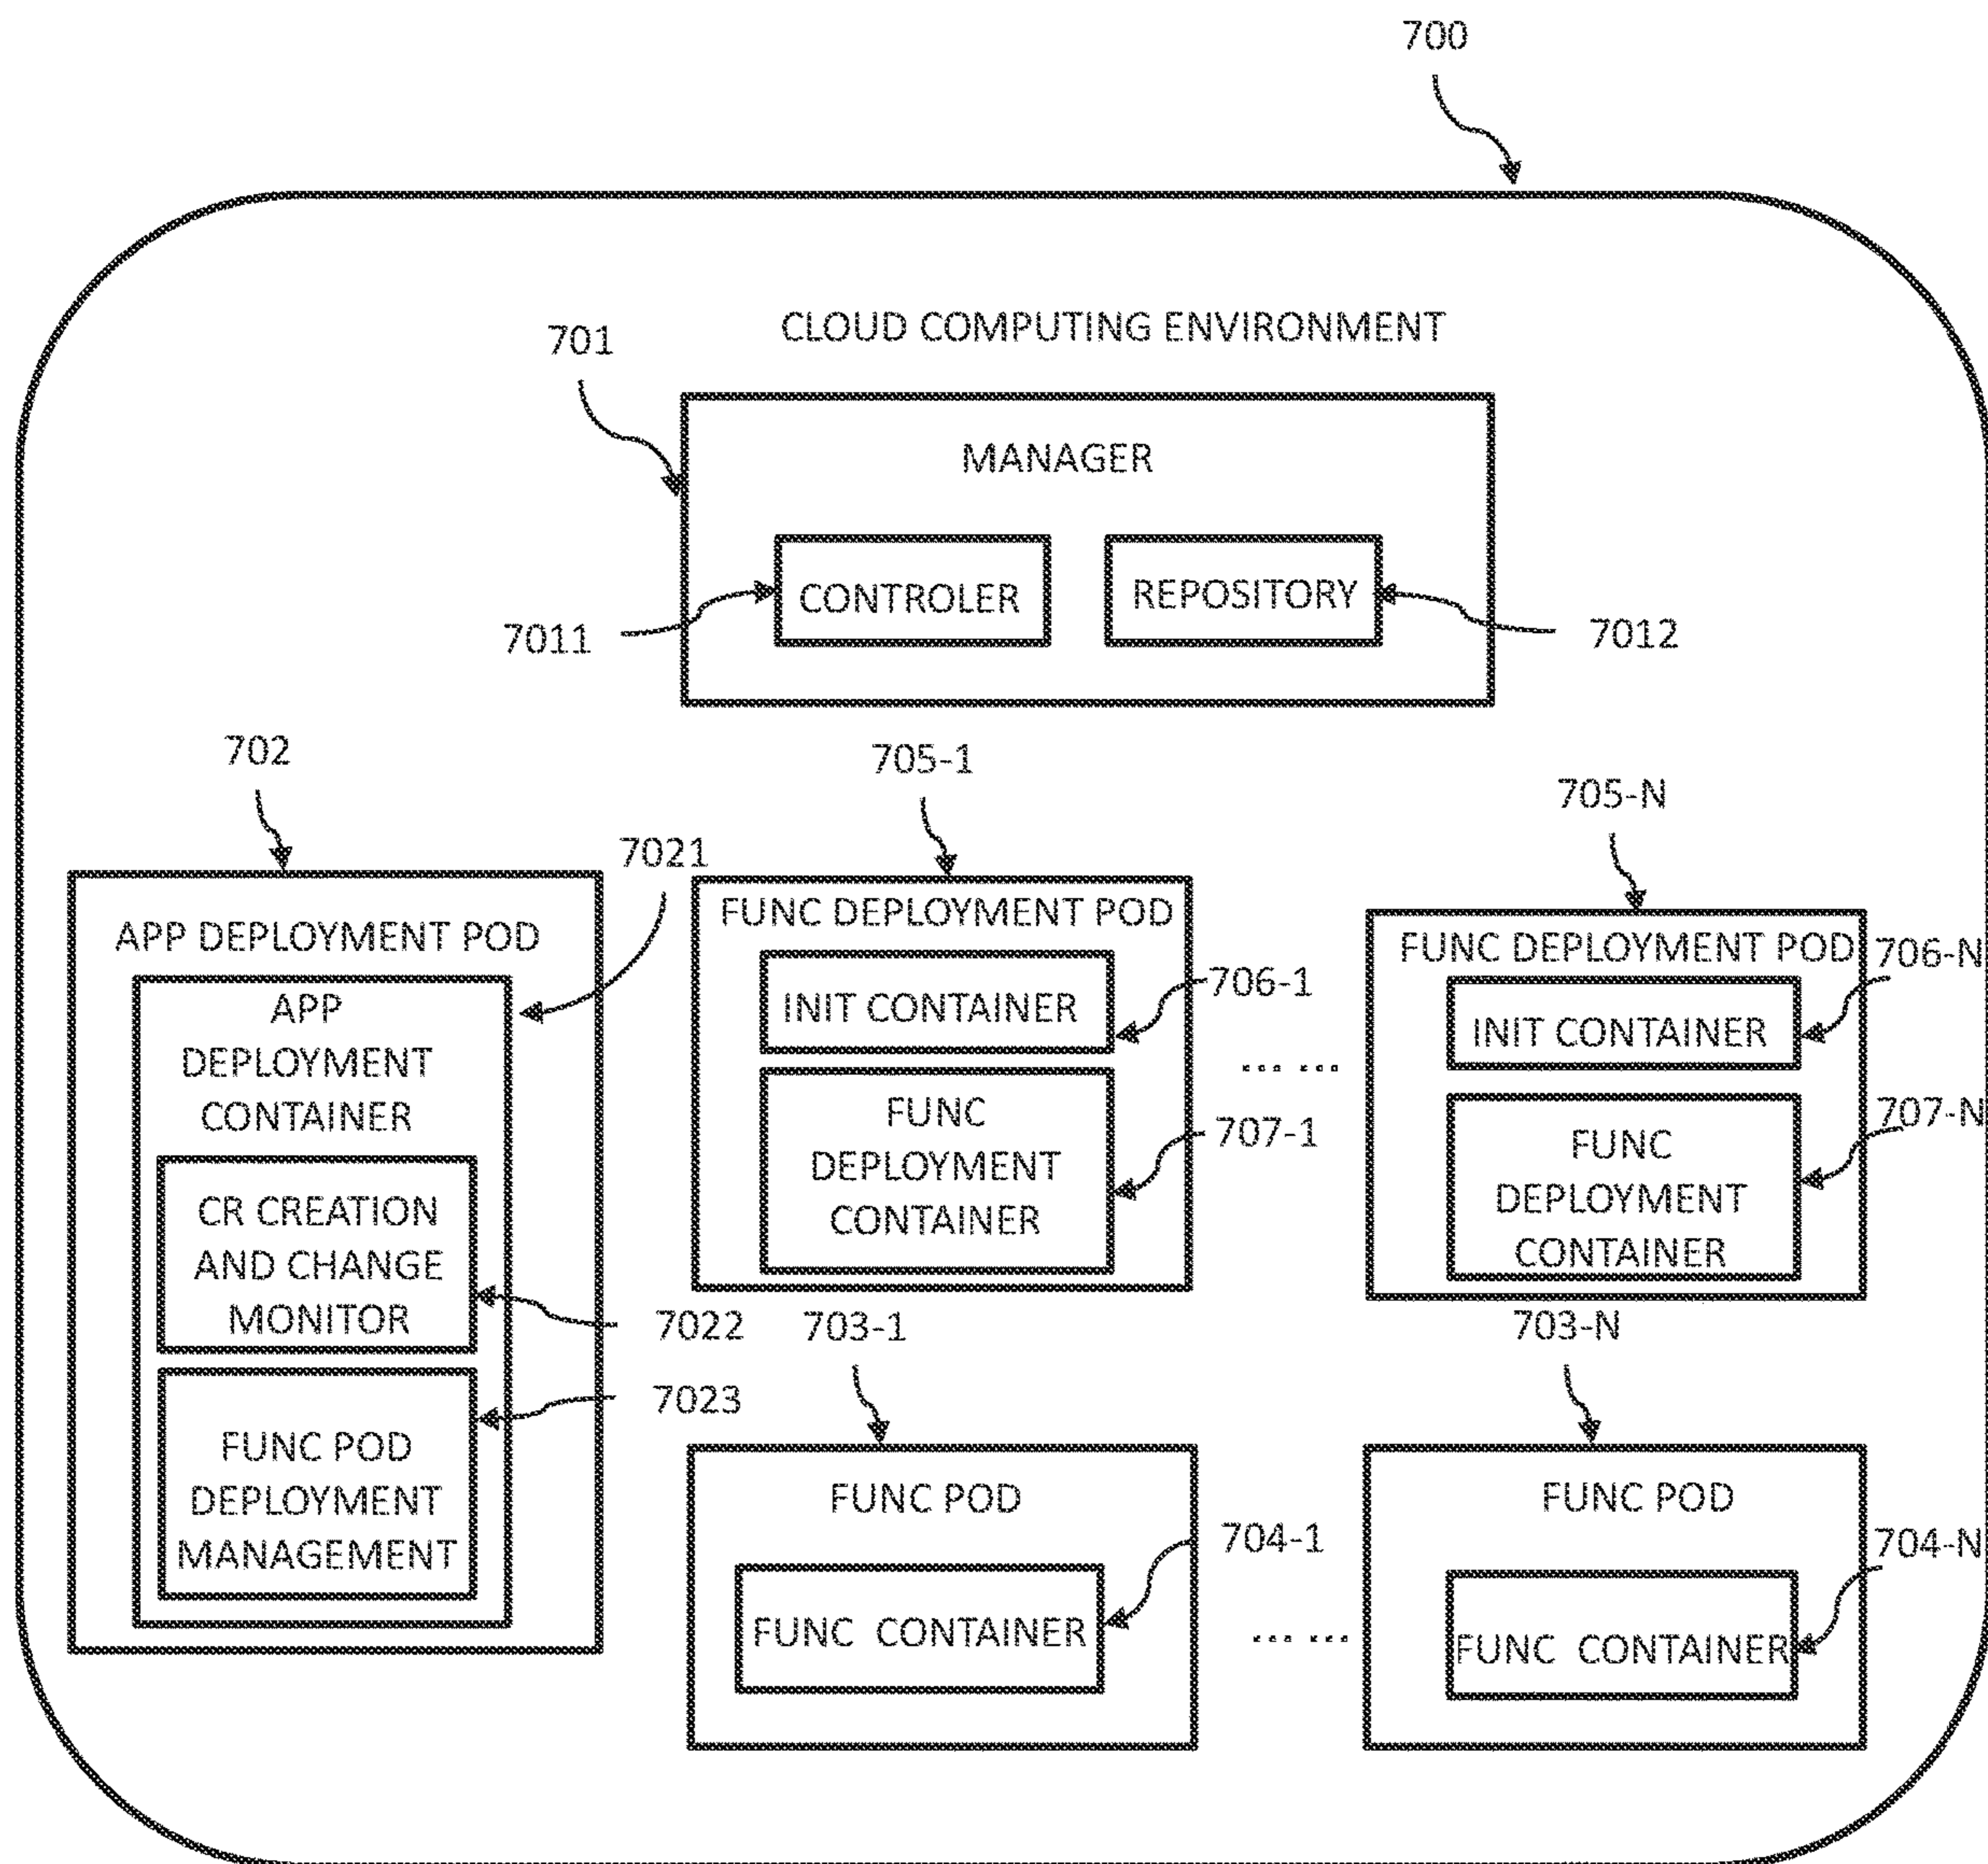 700
CLOUD COMPUTING ENVIRONMENT
701
MANAGER
CONTROLER
REPOSITORY
7011
7012
702
705-1
705-N
7021
APP DEPLOYMENT POD
APP
DEPLOYMENT
CONTAINER
CR CREATION
AND CHANGE
MONITOR
7022
FUNC POD
DEPLOYMENT
MANAGEMENT
7023
FUNC DEPLOYMENT POD
INIT CONTAINER
706-1
FUNC
DEPLOYMENT
CONTAINER
707-1
... ...
FUNC DEPLOYMENT POD
INIT CONTAINER
706-N
FUNC
DEPLOYMENT
CONTAINER
707-N
703-1
FUNC POD
FUNC CONTAINER
704-1
... ...
703-N
FUNC POD
FUNC CONTAINER
704-N